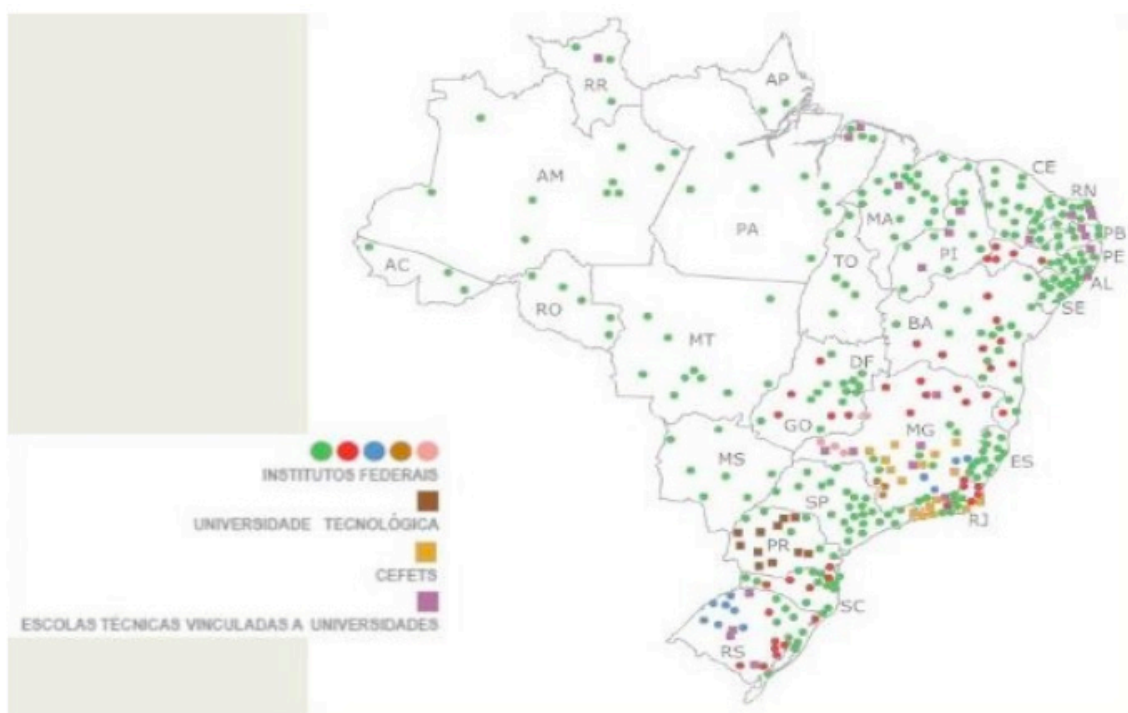 RR
AP
AM
PA
CE
RN
MA
PB
PI
PE
AC
TO
AL
RO
SE
BA
MT
DF
GO
MG
INSTITUTOS FEDERAIS
MS
ES
UNIVERSIDADE TECNOLÓGICA
SP
RJ
PR
CEFETS
SC
ESCOLAS TÉCNICAS VINCULADAS A UNIVERSIDADES
RS